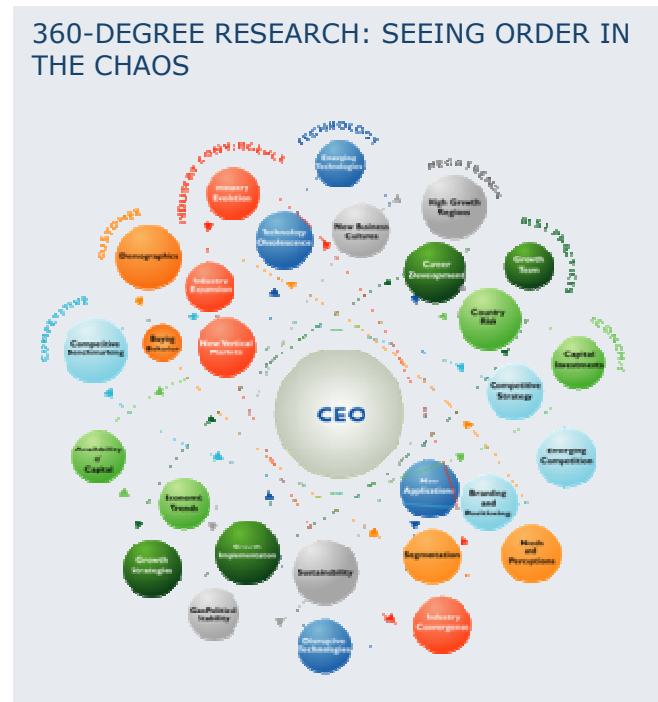 360-DEGREE RESEARCH: SEEING ORDER IN
THE CHAOS
TECHNOLOGY
INDUSTRY CONVERGENCE
MEGA TRENDS
CUSTOMER
BEST PRACTICES
COMPETITIVE
ECONOMY
Emerging
Technologies
Industry
Evolution
High Growth
Regions
Technology
Obsolescence
New Business
Cultures
Demographics
Career
Development
Growth
Team
Industry
Expansion
Country
Risk
Competitive
Benchmarking
Buying
Behavior
New Vertical
Markets
Capital
Investments
Competitive
Strategy
CEO
Availability
of
Capital
Emerging
Competition
New
Applications
Economic
Trends
Branding
and
Positioning
Growth
Strategies
Growth
Implementation
Sustainability
Segmentation
Needs
and
Perceptions
GeoPolitical
Stability
Industry
Convergence
Disruptive
Technologies